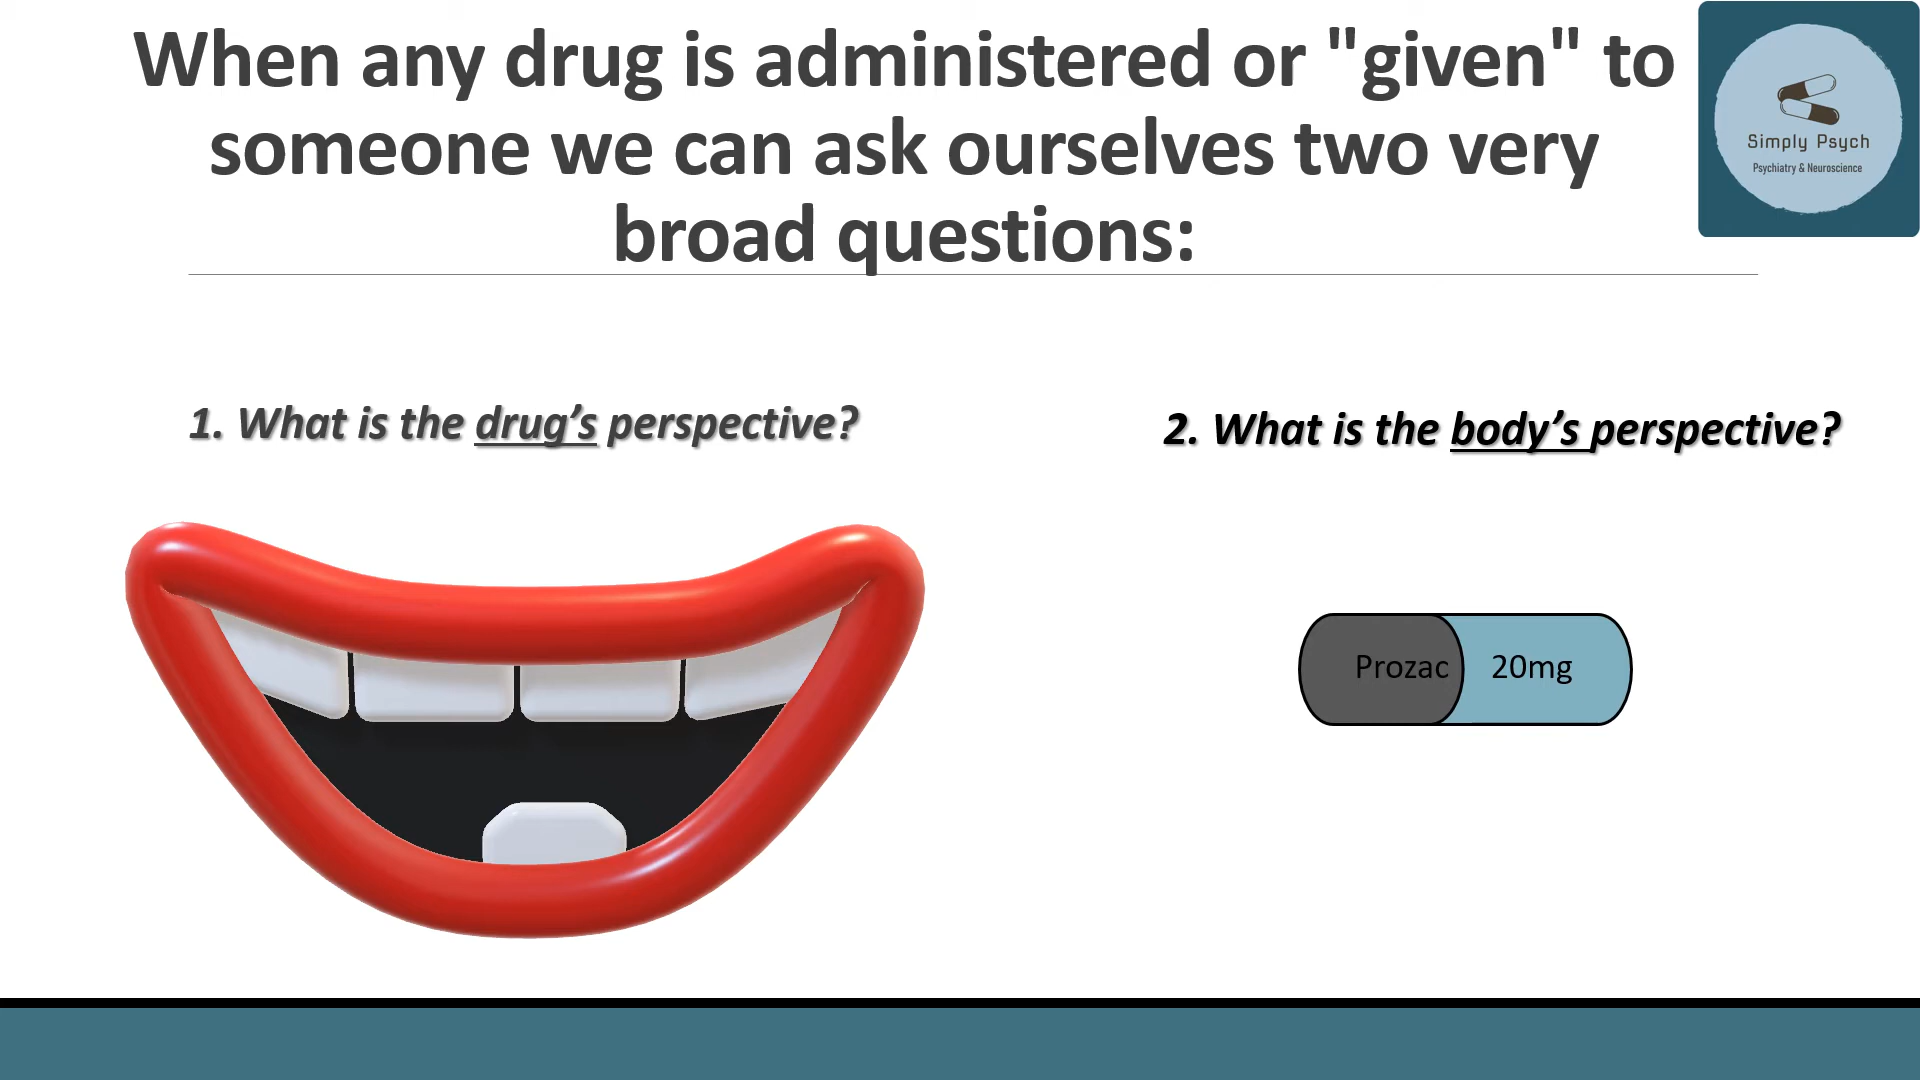 When any drug is administered or "given" to
someone we can ask ourselves two very
broad questions:
Simply Psych
Psychiatry & Neuroscience
1. What is the drug’s perspective?
2. What is the body’s perspective?
Prozac 20mg